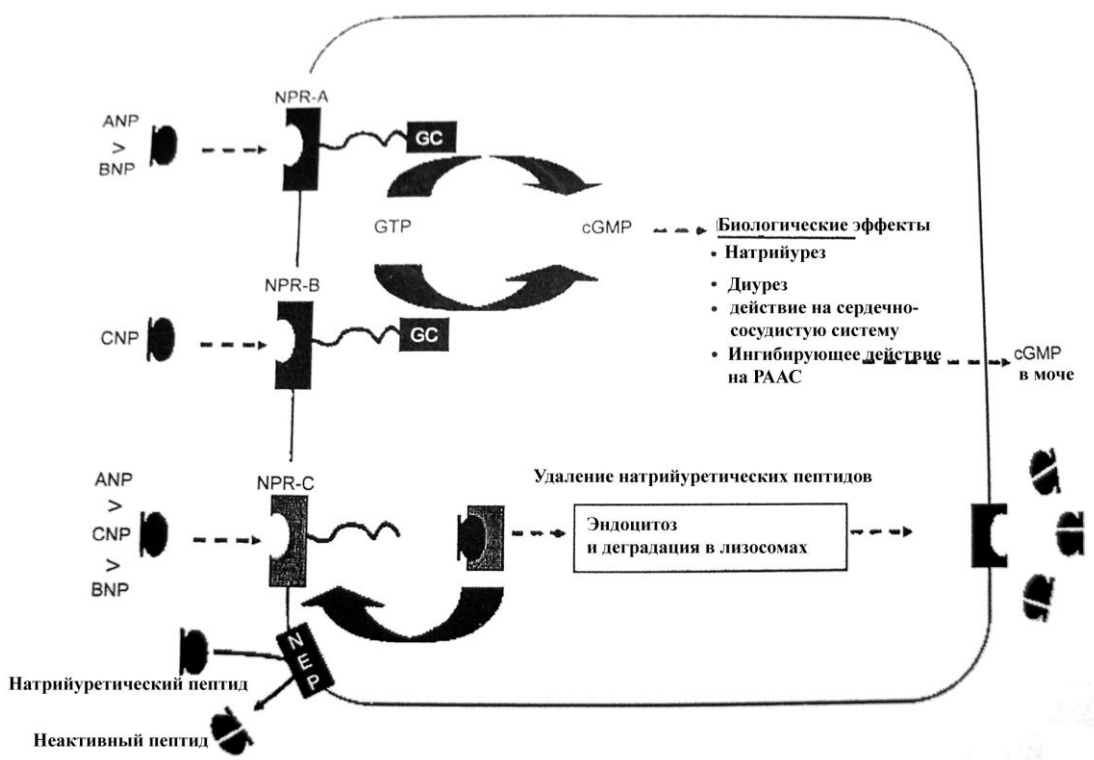 NPR-A
ANP
>
BNP
GC
GTP
cGMP
Биологические эффекты
• Натрийурез
• Диурез
• действие на сердечно-
сосудистую систему
• Ингибирующее действие
на РААС
cGMP
в моче
NPR-B
CNP
GC
ANP
>
CNP
>
BNP
NPR-C
Удаление натрийуретических пептидов
Эндоцитоз
и деградация в лизосомах
NEP
Натрийуретический пептид
Неактивный пептид